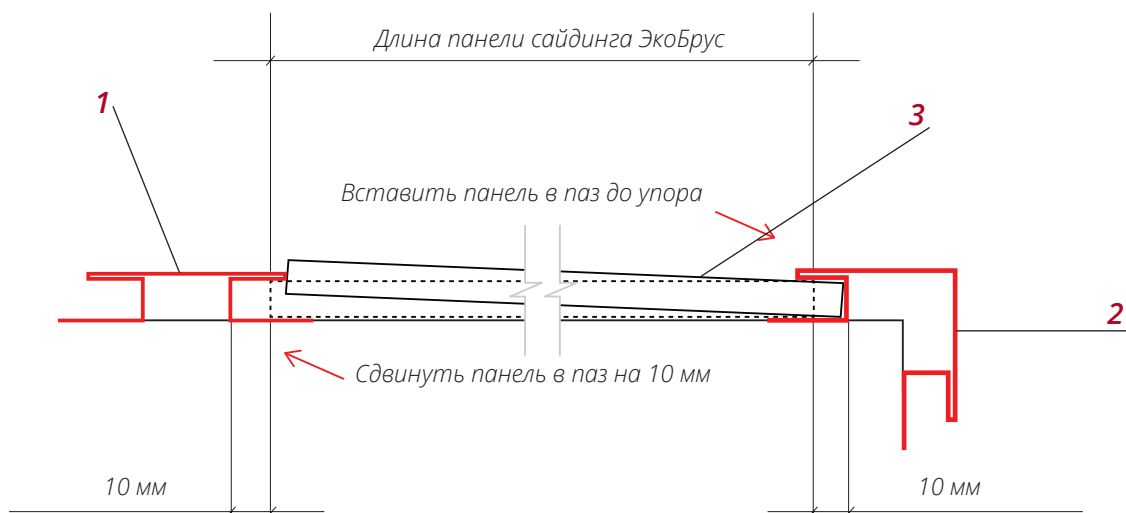 Длина панели сайдинга ЭкоБрус
1
3
Вставить панель в паз до упора
2
Сдвинуть панель в паз на 10 мм
10 мм
10 мм